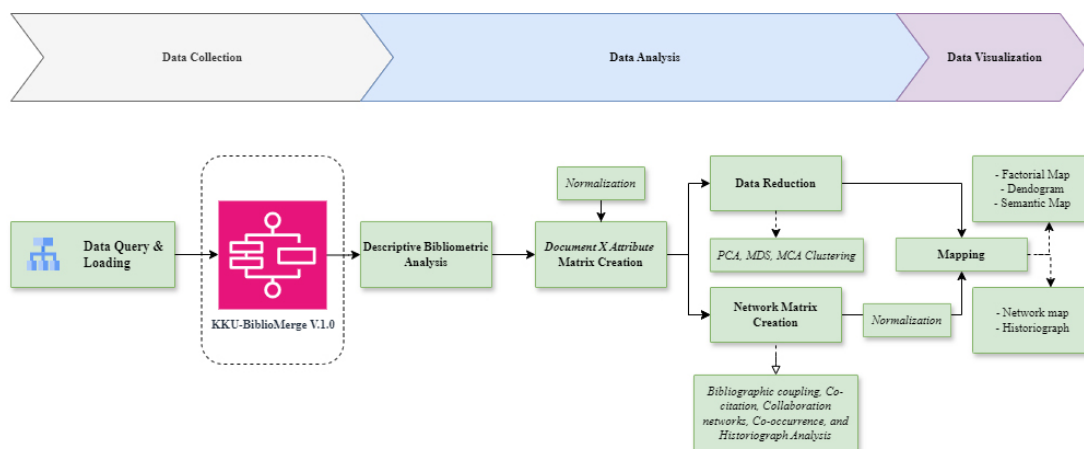 Data Collection
Data Analysis
Data Visualization
Data Query &
Loading
KKU-BiblioMerge V.1.0
Descriptive Bibliometric
Analysis
Normalization
Document X Attribute
Matrix Creation
Data Reduction
PCA, MDS, MCA Clustering
Network Matrix
Creation
Bibliographic coupling, Co-
citation, Collaboration
networks, Co-occurrence, and
Historiograph Analysis
Normalization
Mapping
- Factorial Map
- Dendogram
- Semantic Map
- Network map
- Historiograph